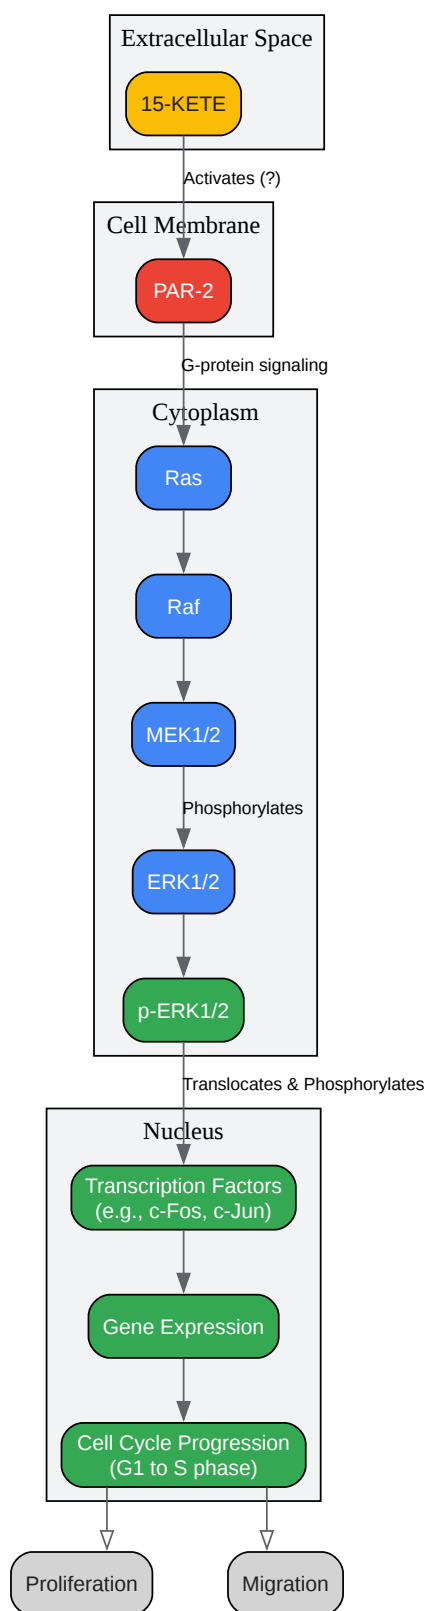 Extracellular Space
15-KETE
Activates (?)
Cell Membrane
PAR-2
G-protein signaling
Cytoplasm
Ras
Raf
MEK1/2
Phosphorylates
ERK1/2
p-ERK1/2
Translocates & Phosphorylates
Nucleus
Transcription Factors
(e.g., c-Fos, c-Jun)
Gene Expression
Cell Cycle Progression
(G1 to S phase)
Proliferation
Migration